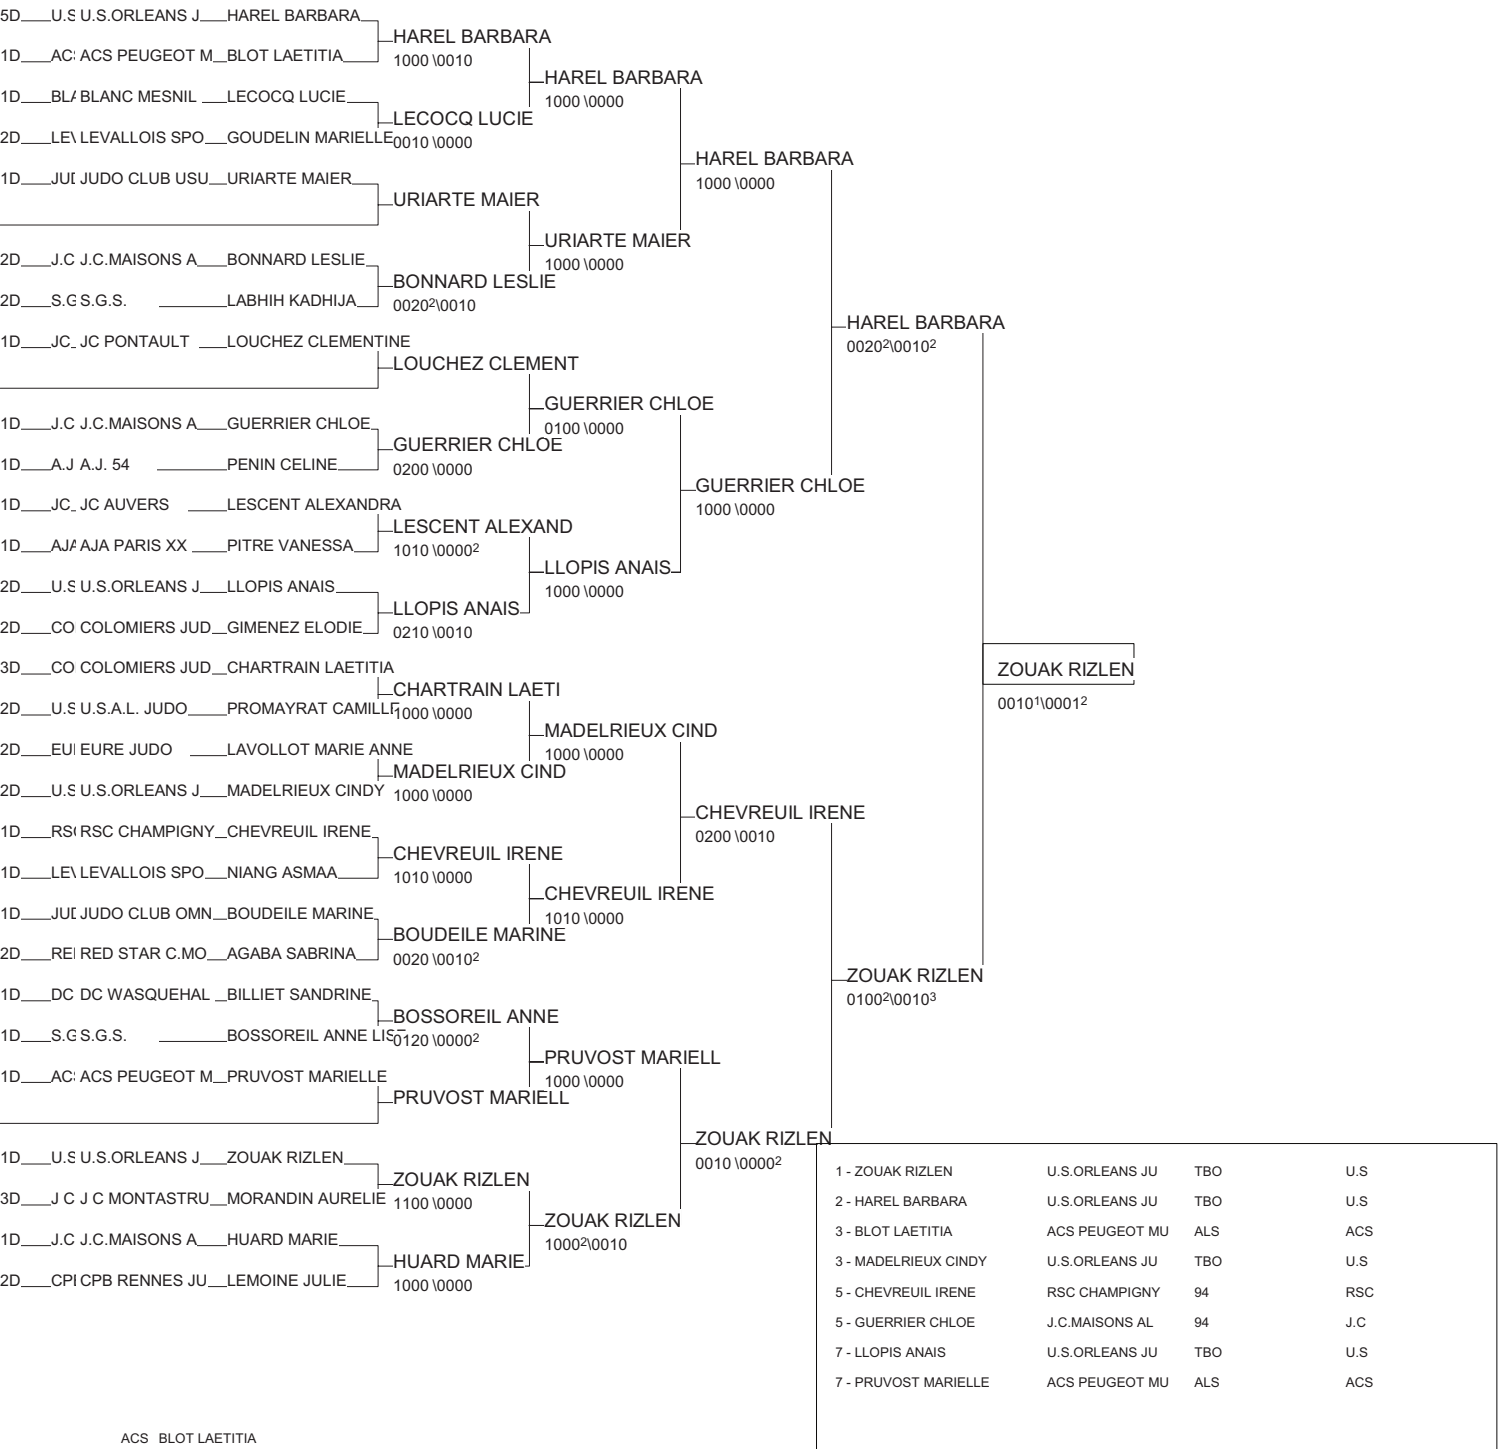 5D U.S U.S.ORLEANS J HAREL BARBARA
HAREL BARBARA
1D AC ACS PEUGEOT M BLOT LAETITIA
1000 \0010
HAREL BARBARA
1000 \0000
1D BLA BLANC MESNIL LECOCQ LUCIE
LECOCQ LUCIE
2D LEV LEVALLOIS SPO GOUDELIN MARIELLE
0010 \0000
HAREL BARBARA
1000 \0000
1D JUD JUDO CLUB USU URIARTE MAIER
URIARTE MAIER
URIARTE MAIER
1000 \0000
2D J.C J.C.MAISONS A BONNARD LESLIE
BONNARD LESLIE
2D S.G S.G.S. LABHIH KADHIJA
0020²\0010
HAREL BARBARA
0020²\0010²
1D JC_ JC PONTAULT LOUCHEZ CLEMENTINE
LOUCHEZ CLEMENT
GUERRIER CHLOE
0100 \0000
1D J.C J.C.MAISONS A GUERRIER CHLOE
GUERRIER CHLOE
1D A.J A.J. 54 PENIN CELINE
0200 \0000
GUERRIER CHLOE
1000 \0000
1D JC_ JC AUVERS LESCENT ALEXANDRA
LESCENT ALEXAND
1D AJA AJA PARIS XX PITRE VANESSA
1010 \0000²
LLOPIS ANAIS
1000 \0000
2D U.S U.S.ORLEANS J LLOPIS ANAIS
LLOPIS ANAIS
2D CO COLOMIERS JUD GIMENEZ ELODIE
0210 \0010
ZOUAK RIZLEN
0010¹\0001²
3D CO COLOMIERS JUD CHARTRAIN LAETITIA
CHARTRAIN LAETI
2D U.S U.S.A.L. JUDO PROMAYRAT CAMILLE
1000 \0000
MADELRIEUX CIND
1000 \0000
2D EU EURE JUDO LAVOLLOT MARIE ANNE
MADELRIEUX CIND
2D U.S U.S.ORLEANS J MADELRIEUX CINDY
1000 \0000
CHEVREUIL IRENE
0200 \0010
1D RSC RSC CHAMPIGNY CHEVREUIL IRENE
CHEVREUIL IRENE
1D LEV LEVALLOIS SPO NIANG ASMAA
1010 \0000
CHEVREUIL IRENE
1010 \0000
1D JUD JUDO CLUB OMN BOUDEILE MARINE
BOUDEILE MARINE
2D RE RED STAR C.MO AGABA SABRINA
0020 \0010²
ZOUAK RIZLEN
0100²\0010³
1D DC DC WASQUEHAL BILLIET SANDRINE
BOSSOREIL ANNE
1D S.G S.G.S. BOSSOREIL ANNE LISE
0120 \0000²
PRUVOST MARIELL
1000 \0000
1D AC ACS PEUGEOT M PRUVOST MARIELLE
PRUVOST MARIELL
ZOUAK RIZLEN
0010 \0000²
1D U.S U.S.ORLEANS J ZOUAK RIZLEN
ZOUAK RIZLEN
3D J C J C MONTASTRU MORANDIN AURELIE
1100 \0000
ZOUAK RIZLEN
1000²\0010
1D J.C J.C.MAISONS A HUARD MARIE
HUARD MARIE
2D CPB CPB RENNES JU LEMOINE JULIE
1000 \0000
1 - ZOUAK RIZLEN U.S.ORLEANS JU TBO U.S
2 - HAREL BARBARA U.S.ORLEANS JU TBO U.S
3 - BLOT LAETITIA ACS PEUGEOT MU ALS ACS
3 - MADELRIEUX CINDY U.S.ORLEANS JU TBO U.S
5 - CHEVREUIL IRENE RSC CHAMPIGNY 94 RSC
5 - GUERRIER CHLOE J.C.MAISONS AL 94 J.C
7 - LLOPIS ANAIS U.S.ORLEANS JU TBO U.S
7 - PRUVOST MARIELLE ACS PEUGEOT MU ALS ACS
ACS BLOT LAETITIA